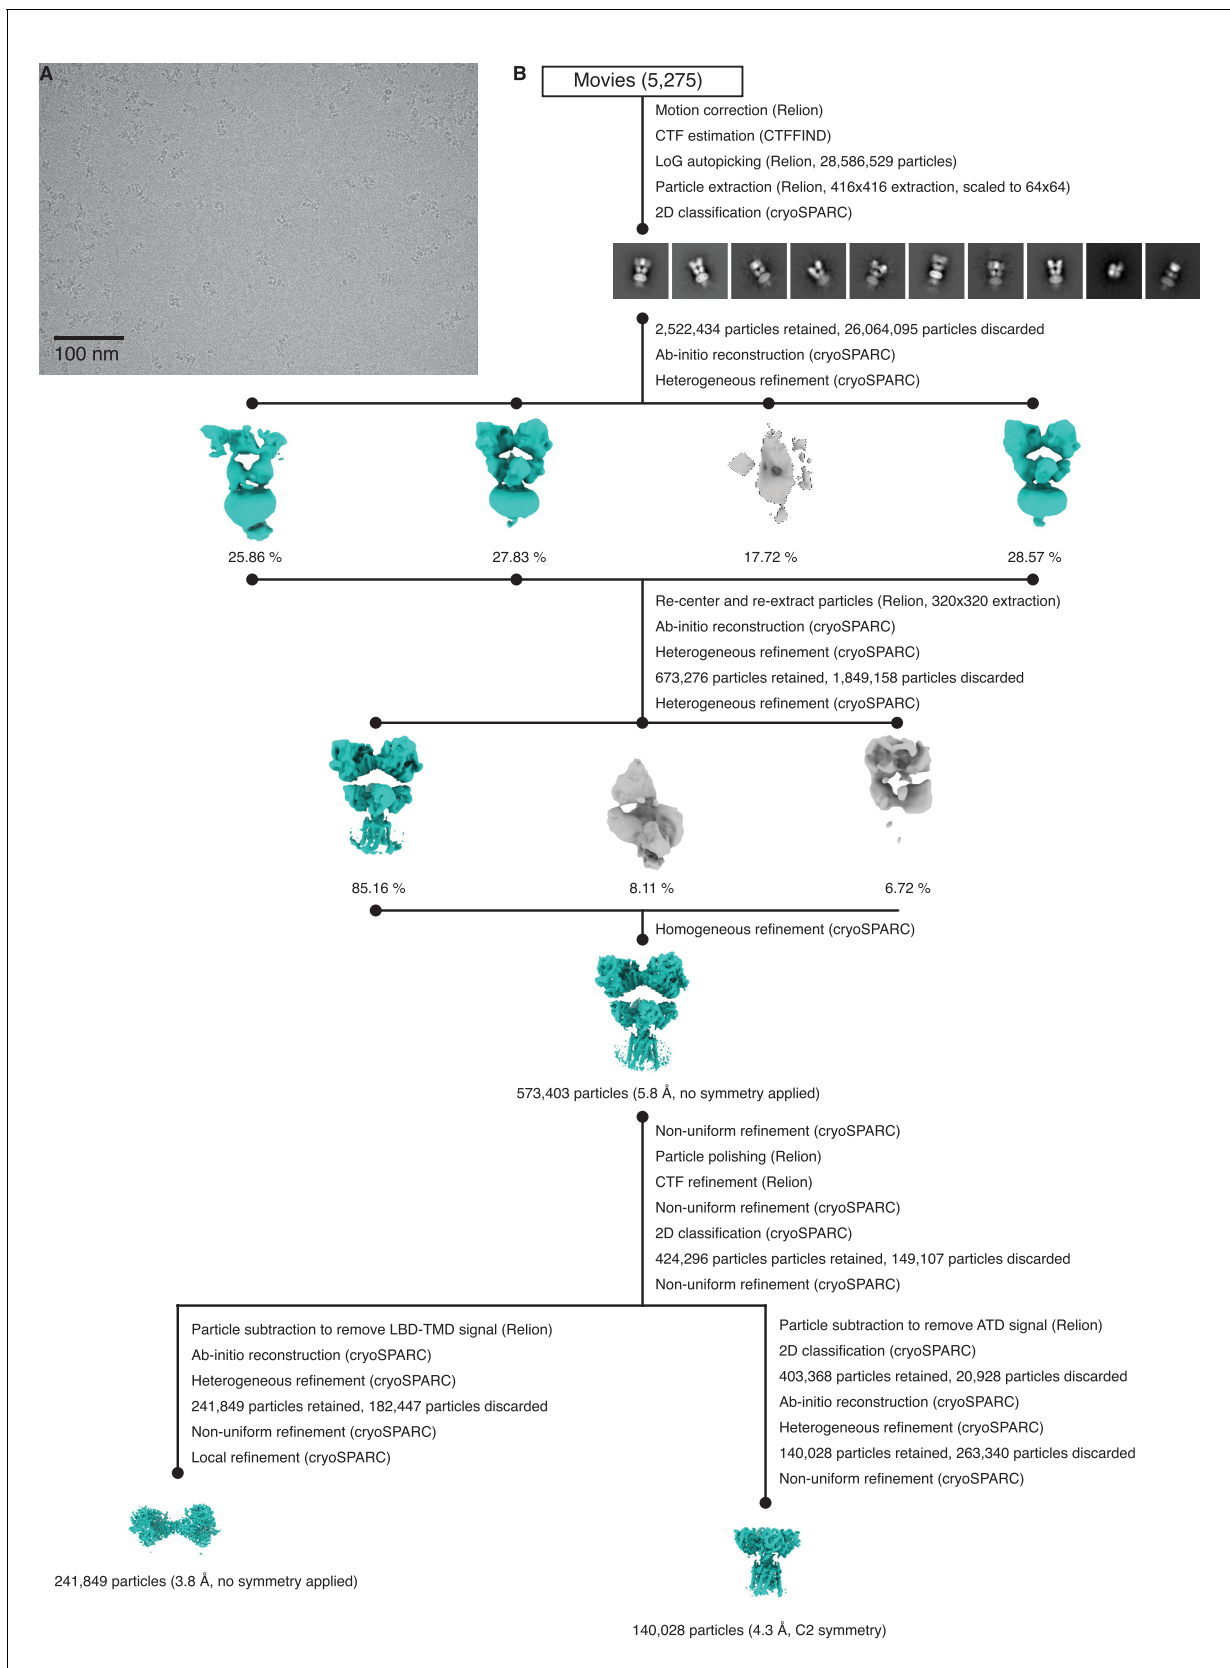 A
100 nm
B
Movies (5,275)
Motion correction (Relion)
CTF estimation (CTFFIND)
LoG autopicking (Relion, 28,586,529 particles)
Particle extraction (Relion, 416x416 extraction, scaled to 64x64)
2D classification (cryoSPARC)
2,522,434 particles retained, 26,064,095 particles discarded
Ab-initio reconstruction (cryoSPARC)
Heterogeneous refinement (cryoSPARC)
25.86 %
27.83 %
17.72 %
28.57 %
Re-center and re-extract particles (Relion, 320x320 extraction)
Ab-initio reconstruction (cryoSPARC)
Heterogeneous refinement (cryoSPARC)
673,276 particles retained, 1,849,158 particles discarded
Heterogeneous refinement (cryoSPARC)
85.16 %
8.11 %
6.72 %
Homogeneous refinement (cryoSPARC)
573,403 particles (5.8 Å, no symmetry applied)
Non-uniform refinement (cryoSPARC)
Particle polishing (Relion)
CTF refinement (Relion)
Non-uniform refinement (cryoSPARC)
2D classification (cryoSPARC)
424,296 particles particles retained, 149,107 particles discarded
Non-uniform refinement (cryoSPARC)
Particle subtraction to remove LBD-TMD signal (Relion)
Ab-initio reconstruction (cryoSPARC)
Heterogeneous refinement (cryoSPARC)
241,849 particles retained, 182,447 particles discarded
Non-uniform refinement (cryoSPARC)
Local refinement (cryoSPARC)
241,849 particles (3.8 Å, no symmetry applied)
Particle subtraction to remove ATD signal (Relion)
2D classification (cryoSPARC)
403,368 particles retained, 20,928 particles discarded
Ab-initio reconstruction (cryoSPARC)
Heterogeneous refinement (cryoSPARC)
140,028 particles retained, 263,340 particles discarded
Non-uniform refinement (cryoSPARC)
140,028 particles (4.3 Å, C2 symmetry)